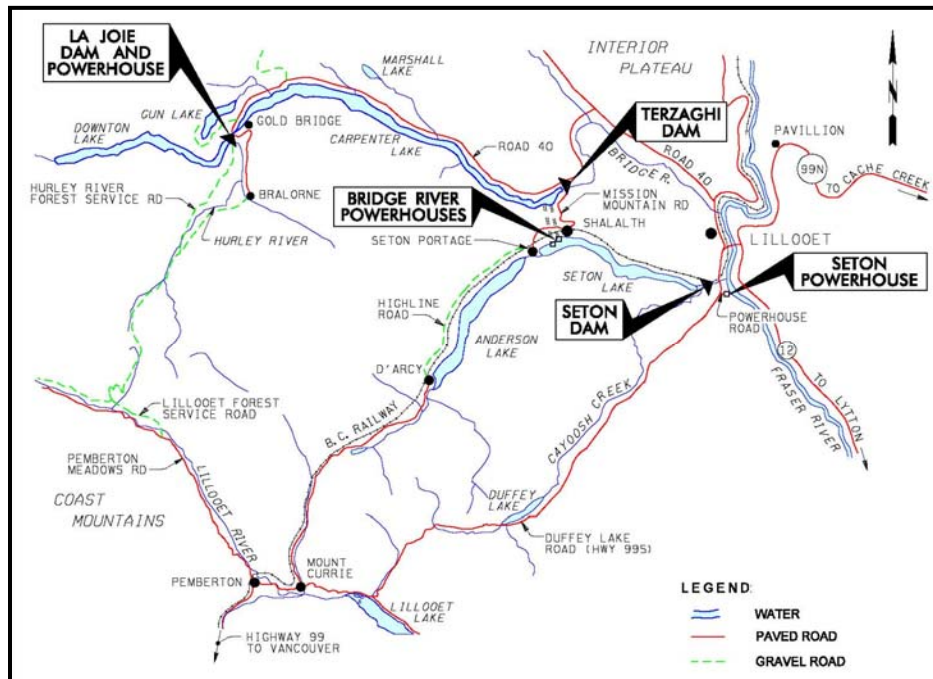 LA JOIE
DAM AND
POWERHOUSE
MARSHALL
LAKE
INTERIOR
PLATEAU
N
GUN LAKE
GOLD BRIDGE
DOWNTON
LAKE
CARPENTER
LAKE
ROAD 40
TERZAGHI
DAM
BRIDGE R.
ROAD 40
PAVILLION
99N
TO CACHE CREEK
HURLEY RIVER
FOREST SERVICE RD
BRALORNE
HURLEY RIVER
BRIDGE RIVER
POWERHOUSES
MISSION
MOUNTAIN RD
SHALALTH
SETON PORTAGE
LILLOOET
SETON
LAKE
SETON
DAM
SETON
POWERHOUSE
POWERHOUSE
ROAD
HIGHLINE
ROAD
ANDERSON
LAKE
D'ARCY
12
TO LYTTON
FRASER RIVER
LILLOOET FOREST
SERVICE ROAD
B.C. RAILWAY
CAYOOSH CREEK
PEMBERTON
MEADOWS RD
LILLOOET RIVER
COAST
MOUNTAINS
DUFFEY
LAKE
DUFFEY LAKE
ROAD (HWY 99S)
PEMBERTON
MOUNT
CURRIE
LILLOOET
LAKE
HIGHWAY 99
TO VANCOUVER
LEGEND:
WATER
PAVED ROAD
GRAVEL ROAD